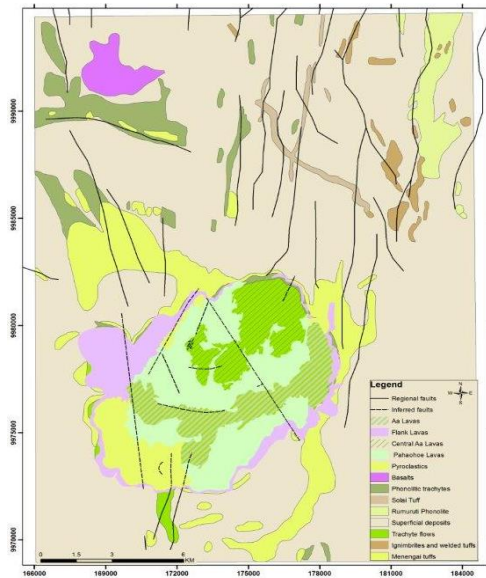 9990000
9985000
9980000
9975000
9970000
Legend
N
W E
S
Regional faults
Inferred faults
Aa Lavas
Flank Lavas
Central Aa Lavas
Pahaohoe Lavas
Pyroclastics
Basalts
Phonolitic trachytes
Solai Tuff
Rumuruti Phonolite
Superficial deposits
Trachyte flows
Ignimbrites and welded tuffs
Menengai tuffs
0 1.5 3 6
KM
166000 169000 172000 175000 178000 181000 184000